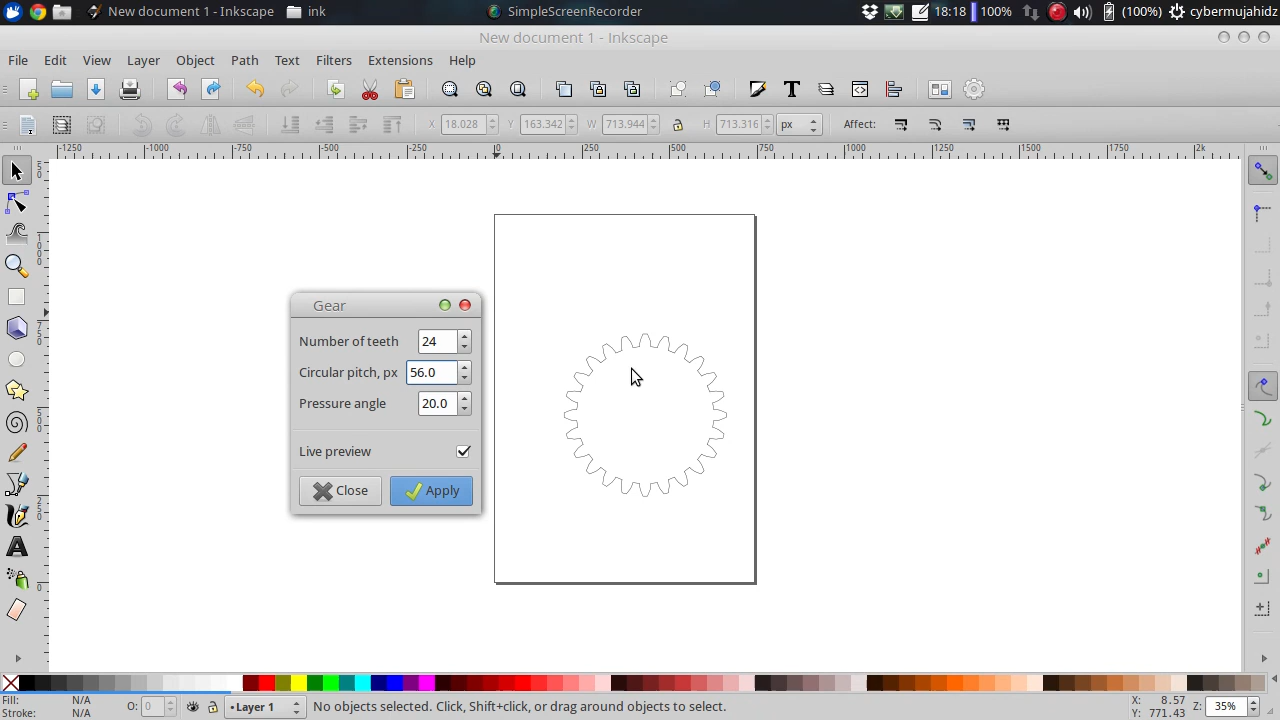 New document 1 - Inkscape
ink
SimpleScreenRecorder
18:18
100%
(100%)
cybermujahidz
New document 1 - Inkscape
File
Edit
View
Layer
Object
Path
Text
Filters
Extensions
Help
X
18.028
Y
163.342
W
713.944
H
713.316
px
Affect:
-1250
-1000
-750
-500
-250
0
250
500
750
1000
1250
1500
1750
2k
Gear
Number of teeth
24
Circular pitch, px
56.0
Pressure angle
20.0
Live preview
Close
Apply
Fill:
N/A
Stroke:
N/A
O:
0
•Layer 1
No objects selected. Click, Shift+click, or drag around objects to select.
X: 8.57
Y: 771.43
Z:
35%